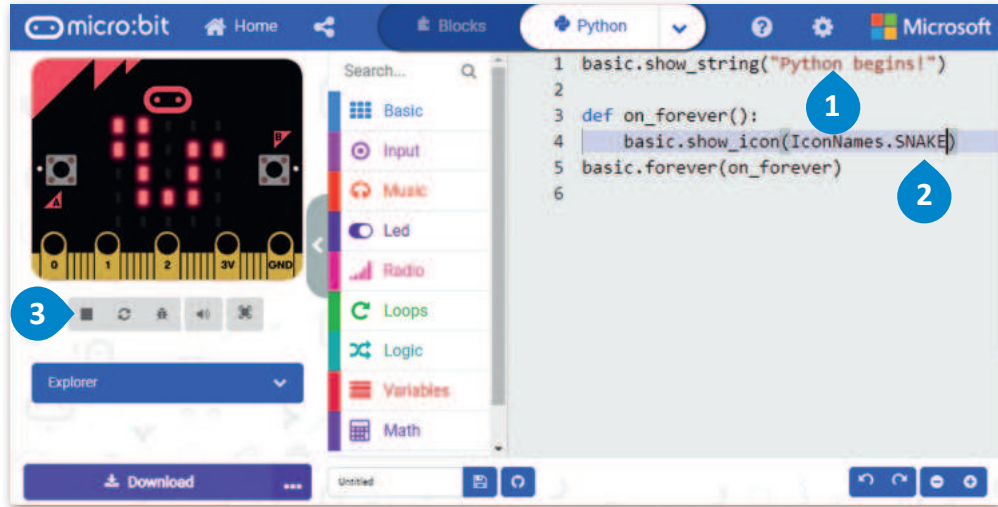 micro:bit Home Blocks Python Microsoft
Search...
Basic
Input
Music
Led
Radio
Loops
Logic
Variables
Math
B
A
0 1 2 3V GND
3
Explorer
Download ...
1 basic.show_string("Python begins!")
2
3 def on_forever():
4 basic.show_icon(IconNames.SNAKE)
5 basic.forever(on_forever)
6
1
2
Untitled